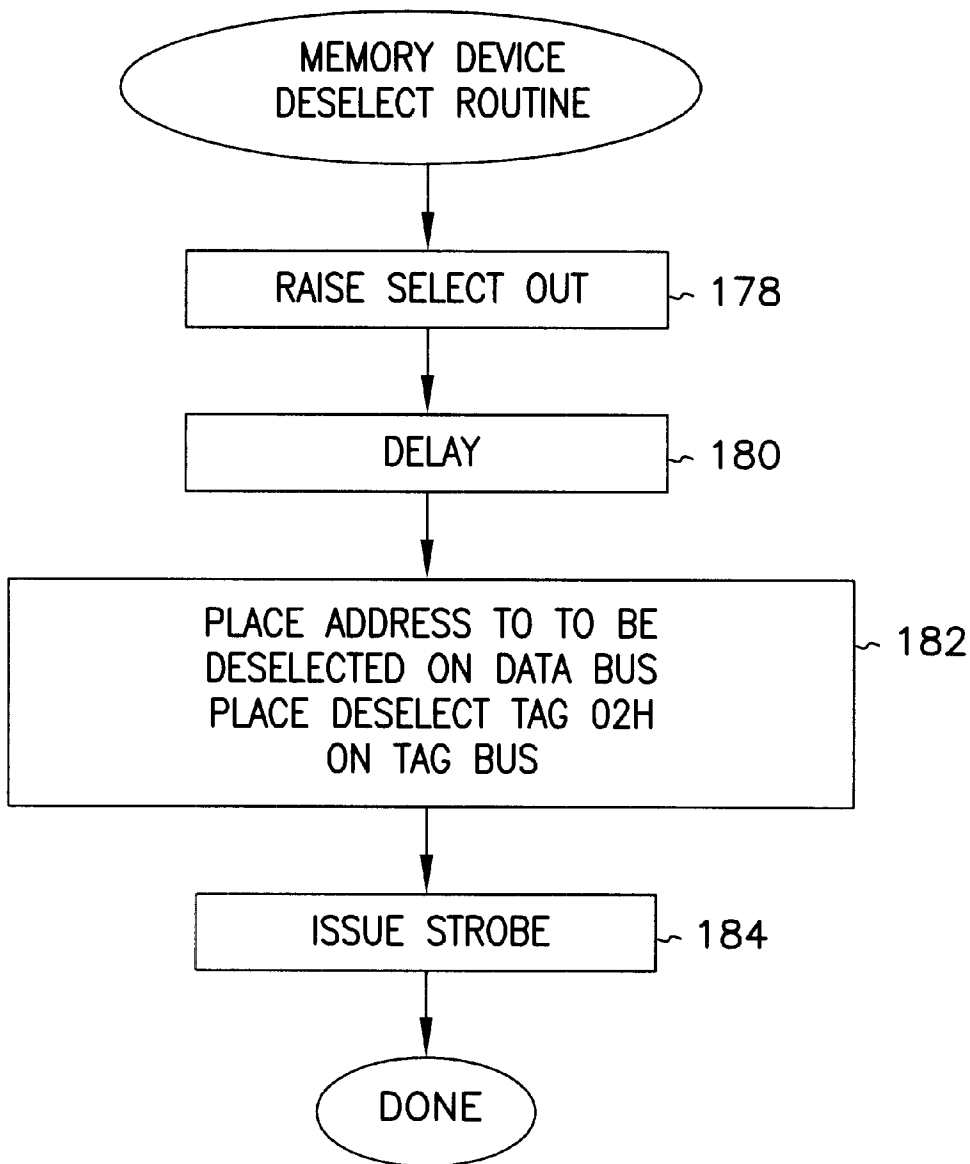 MEMORY DEVICE
DESELECT ROUTINE
RAISE SELECT OUT
178
DELAY
180
PLACE ADDRESS TO TO BE
DESELECTED ON DATA BUS
PLACE DESELECT TAG 02H
ON TAG BUS
182
ISSUE STROBE
184
DONE